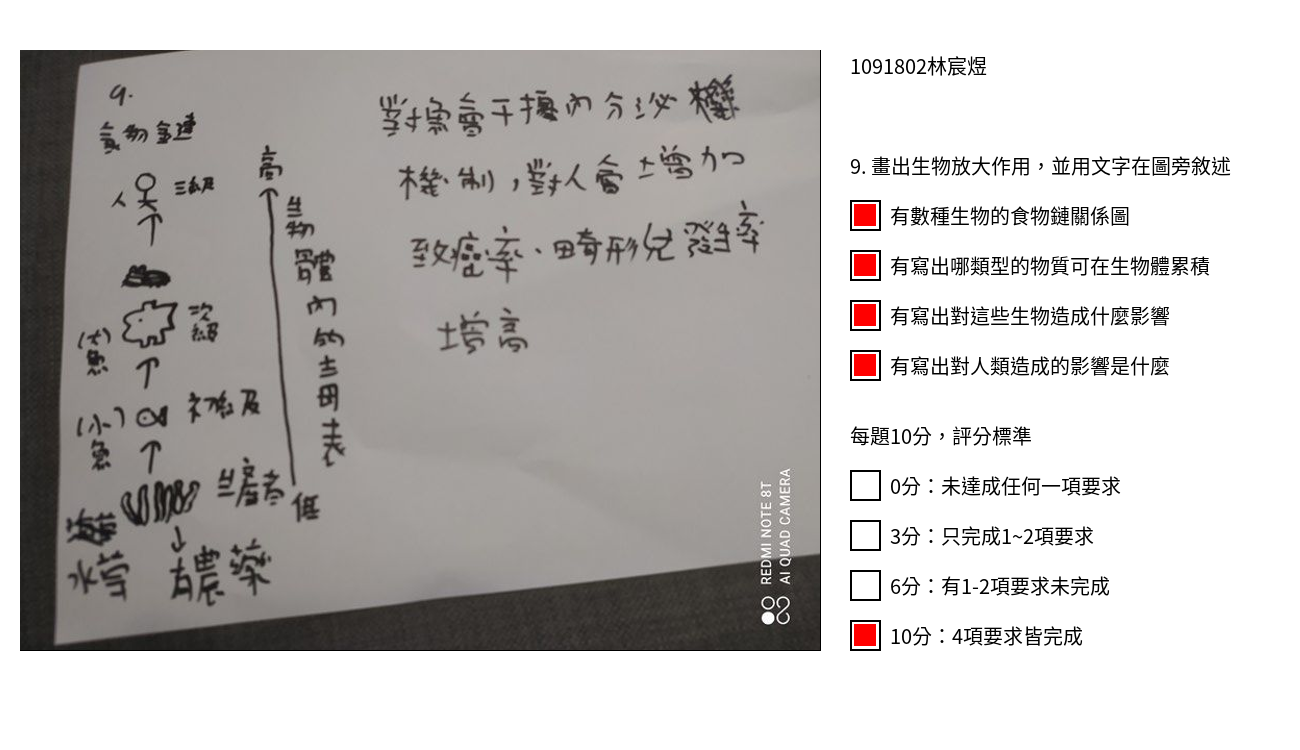 9.
食物鏈
人
三級
(大)魚
次級
(小)魚
初級
生產者
水草
有農藥
高
生物體內的
低
對鳥會干擾內分泌
機制，對人會增加
致癌率、畸形兒發生率
增高
REDMI NOTE 8T
AI QUAD CAMERA
1091802林宸煜
9. 畫出生物放大作用，並用文字在圖旁敘述
有數種生物的食物鏈關係圖
有寫出哪類型的物質可在生物體累積
有寫出對這些生物造成什麼影響
有寫出對人類造成的影響是什麼
每題10分，評分標準
0分：未達成任何一項要求
3分：只完成1~2項要求
6分：有1-2項要求未完成
10分：4項要求皆完成